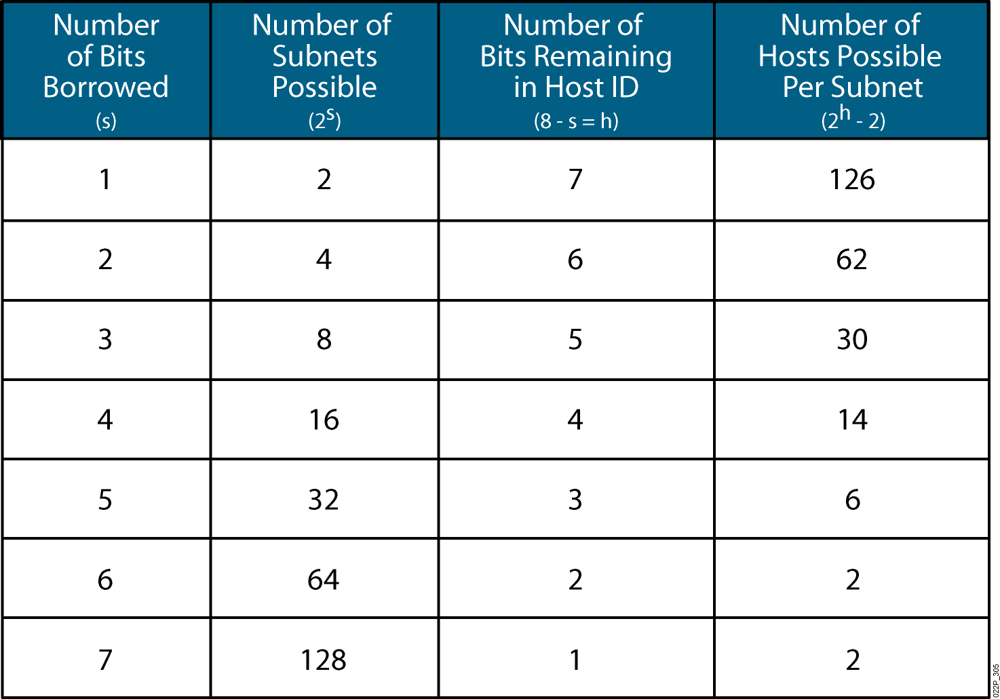 Number of Bits Borrowed (s)
Number of Subnets Possible (2^s)
Number of Bits Remaining in Host ID (8 - s = h)
Number of Hosts Possible Per Subnet (2^h - 2)
1 2 7 126
2 4 6 62
3 8 5 30
4 16 4 14
5 32 3 6
6 64 2 2
7 128 1 2
022P_305